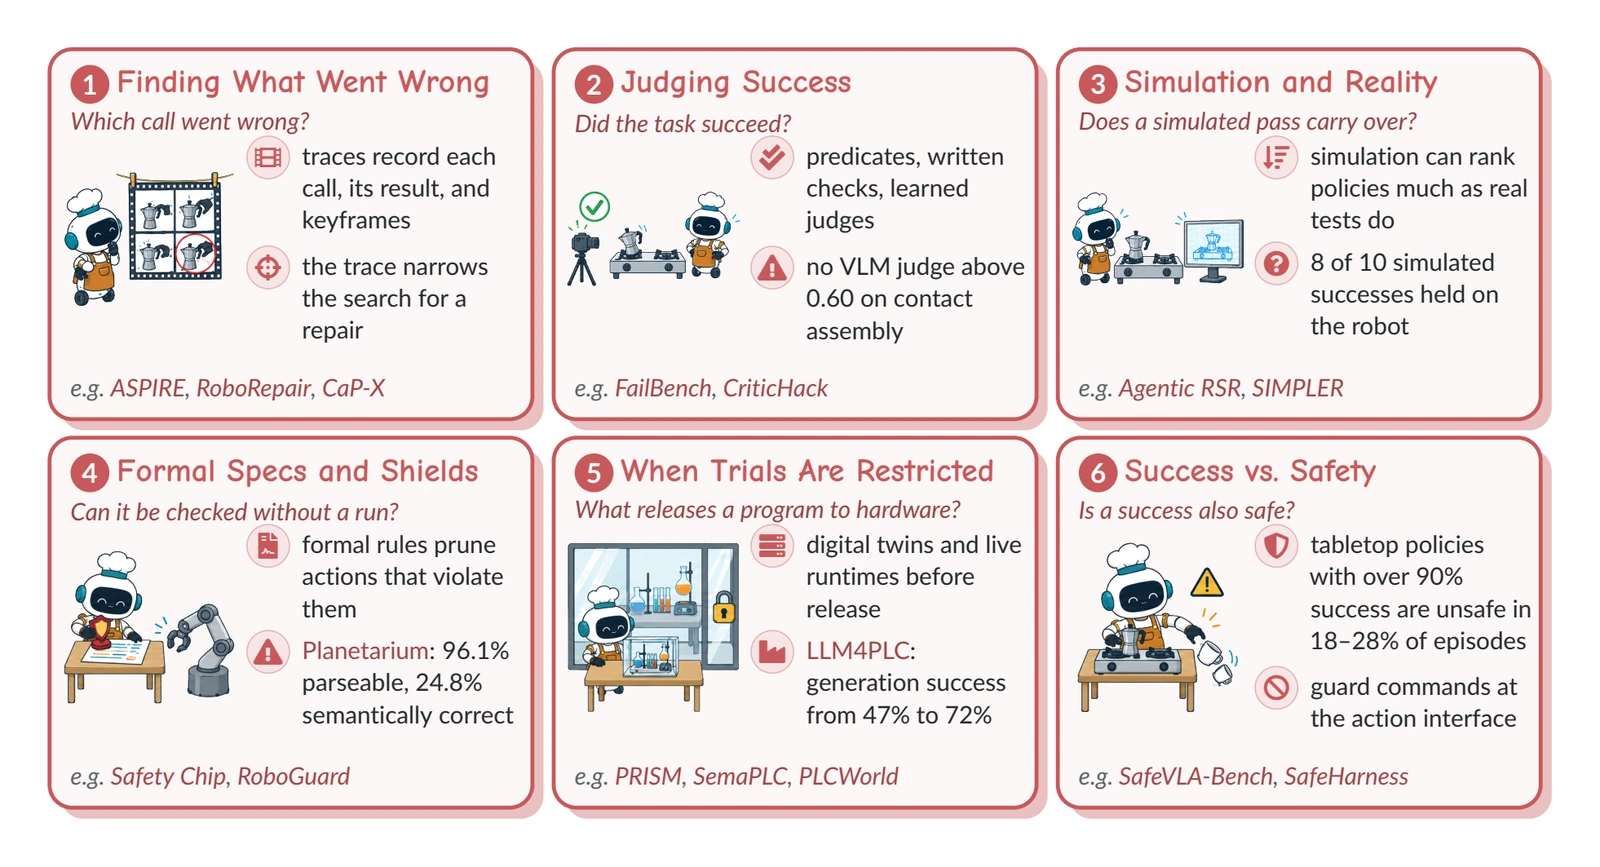 1 Finding What Went Wrong
Which call went wrong?
traces record each
call, its result, and
keyframes
the trace narrows
the search for a
repair
e.g. ASPIRE, RoboRepair, CaP-X
2 Judging Success
Did the task succeed?
predicates, written
checks, learned
judges
no VLM judge above
0.60 on contact
assembly
e.g. FailBench, CriticHack
3 Simulation and Reality
Does a simulated pass carry over?
simulation can rank
policies much as real
tests do
8 of 10 simulated
successes held on
the robot
e.g. Agentic RSR, SIMPLER
4 Formal Specs and Shields
Can it be checked without a run?
formal rules prune
actions that violate
them
Planetarium: 96.1%
parseable, 24.8%
semantically correct
e.g. Safety Chip, RoboGuard
5 When Trials Are Restricted
What releases a program to hardware?
digital twins and live
runtimes before
release
LLM4PLC:
generation success
from 47% to 72%
e.g. PRISM, SemaPLC, PLCWorld
6 Success vs. Safety
Is a success also safe?
tabletop policies
with over 90%
success are unsafe in
18–28% of episodes
guard commands at
the action interface
e.g. SafeVLA-Bench, SafeHarness